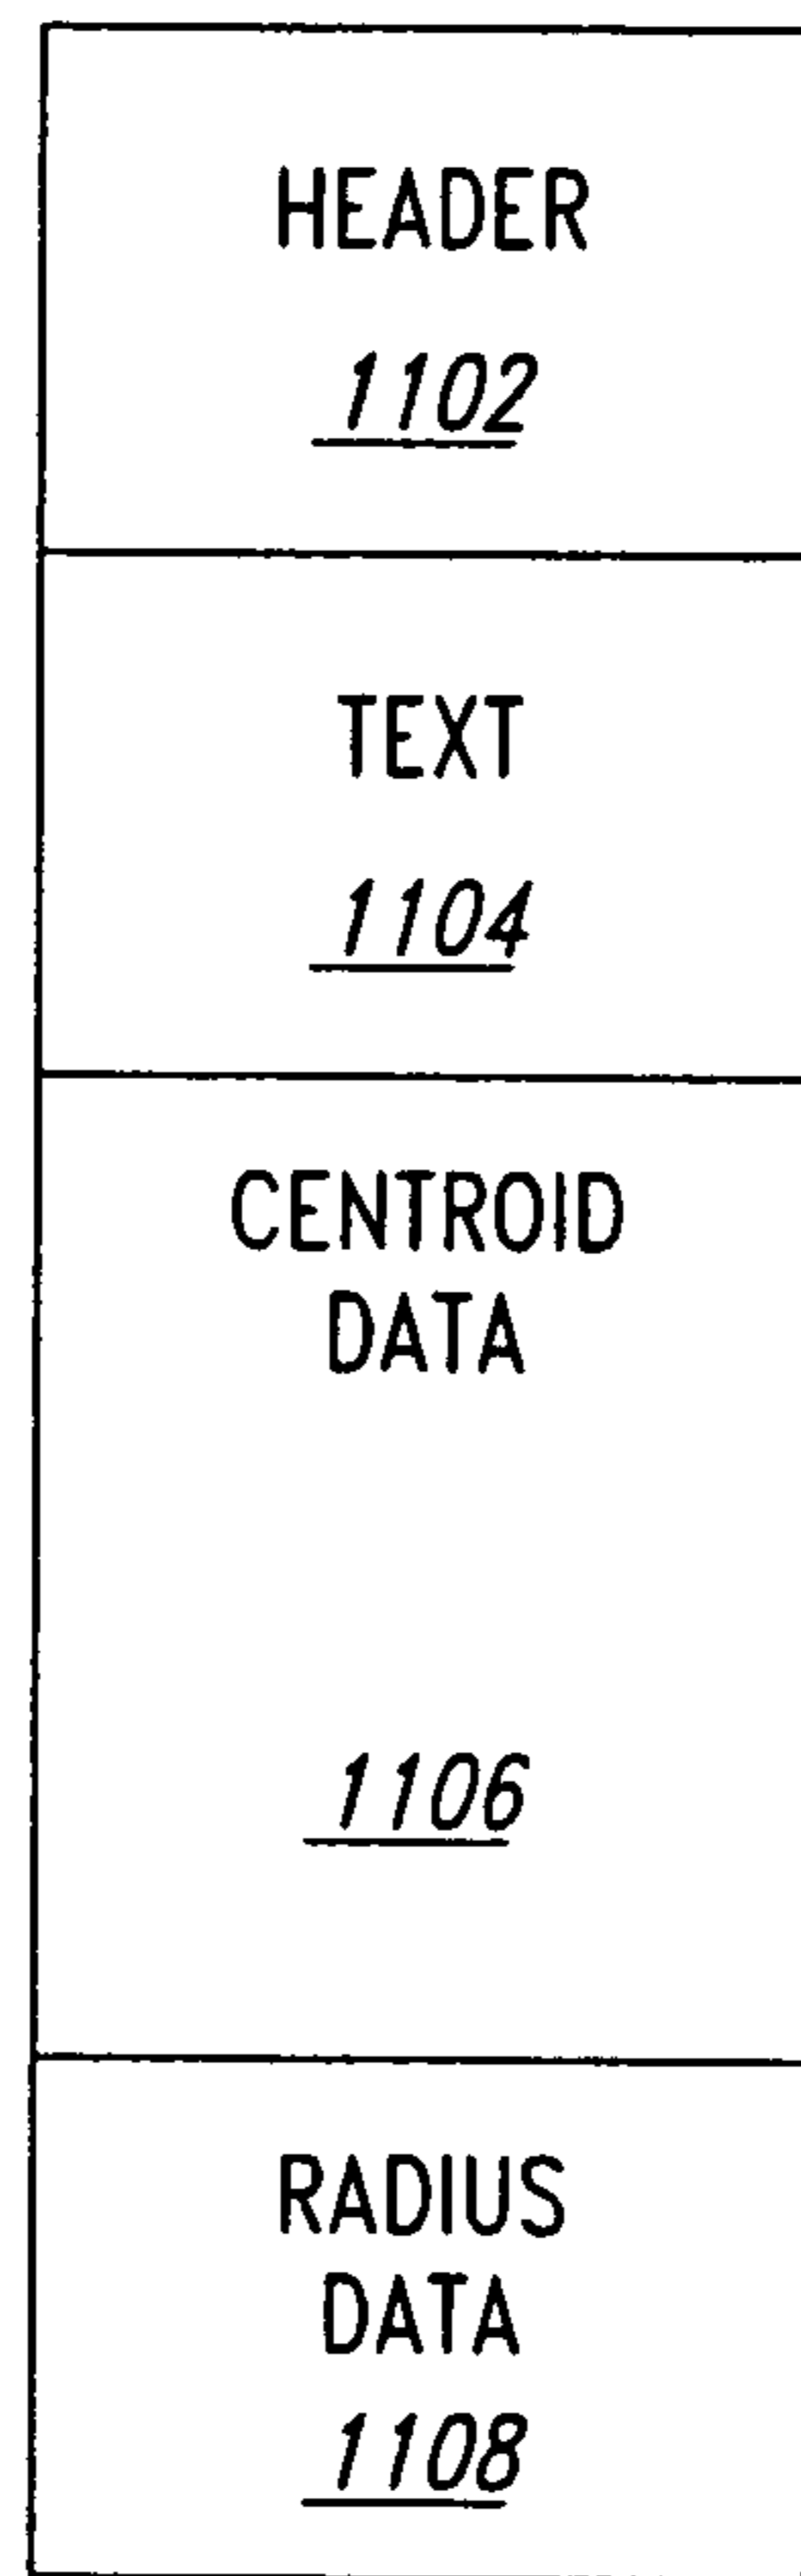 HEADER
1102
TEXT
1104
CENTROID
DATA
1106
RADIUS
DATA
1108